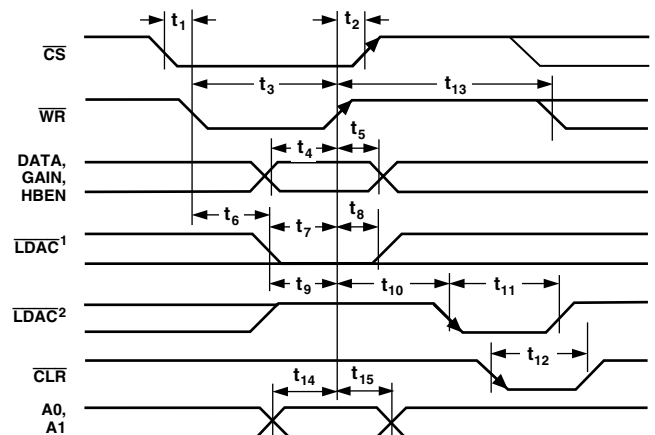 t1
t2
CS
t3
t13
WR
t4
t5
DATA,
GAIN,
HBEN
t6
t7
t8
LDAC1
t9
t10
t11
LDAC2
t12
CLR
t14
t15
A0,
A1